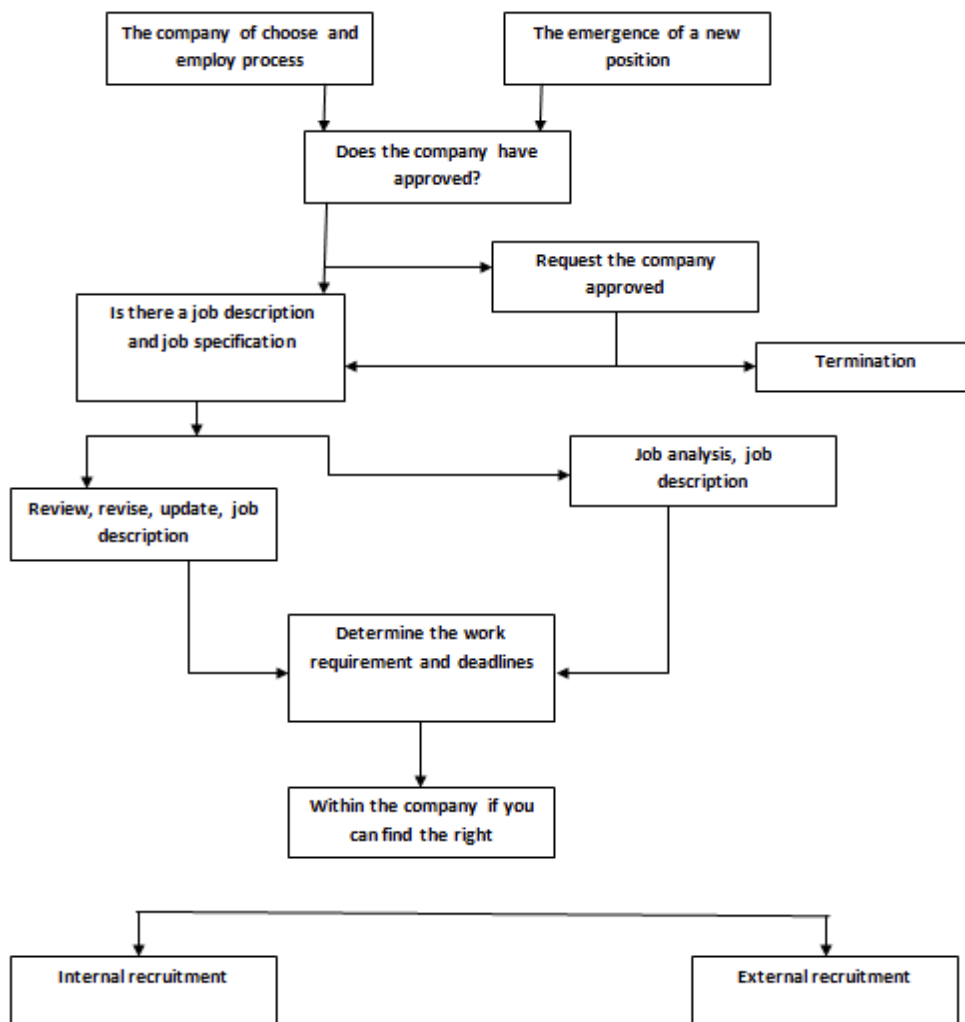 The company of choose and
employ process
The emergence of a new
position
Does the company have
approved?
Request the company
approved
Is there a job description
and job specification
Termination
Job analysis, job
description
Review, revise, update, job
description
Determine the work
requirement and deadlines
Within the company if you
can find the right
Internal recruitment
External recruitment